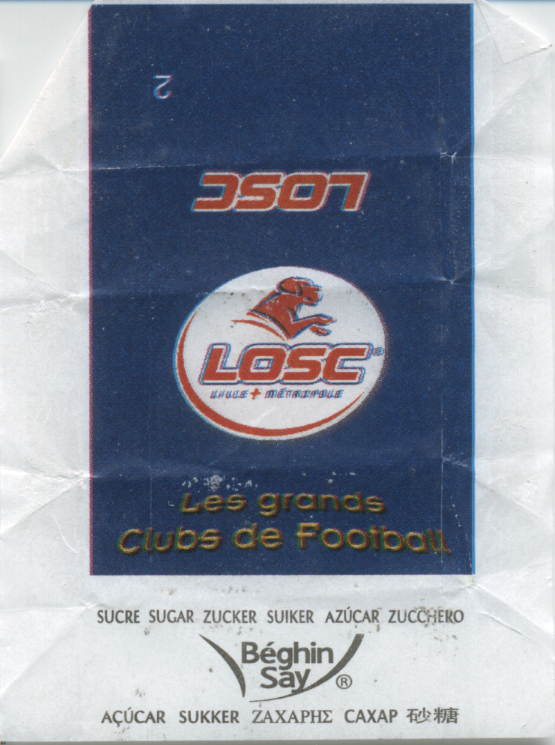 2
LOSC
LOSC®
LILLE + MÉTROPOLE
Les grands
Clubs de Football
SUCRE SUGAR ZUCKER SUIKER AZÚCAR ZUCCHERO
Béghin
Say ®
AÇÚCAR SUKKER ΖΑΧΑΡΗΣ CAXAP 砂糖